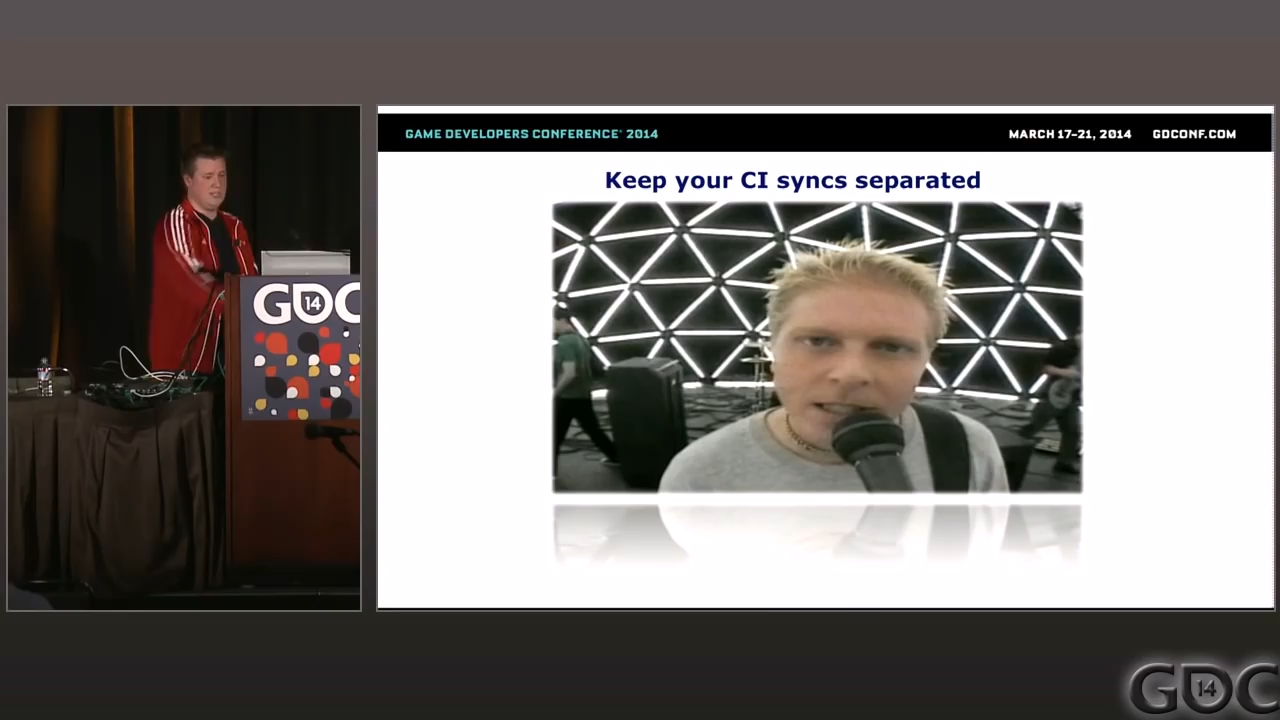 GAME DEVELOPERS CONFERENCE® 2014
MARCH 17–21, 2014 GDCONF.COM
Keep your CI syncs separated
GDC
14
GDC
14